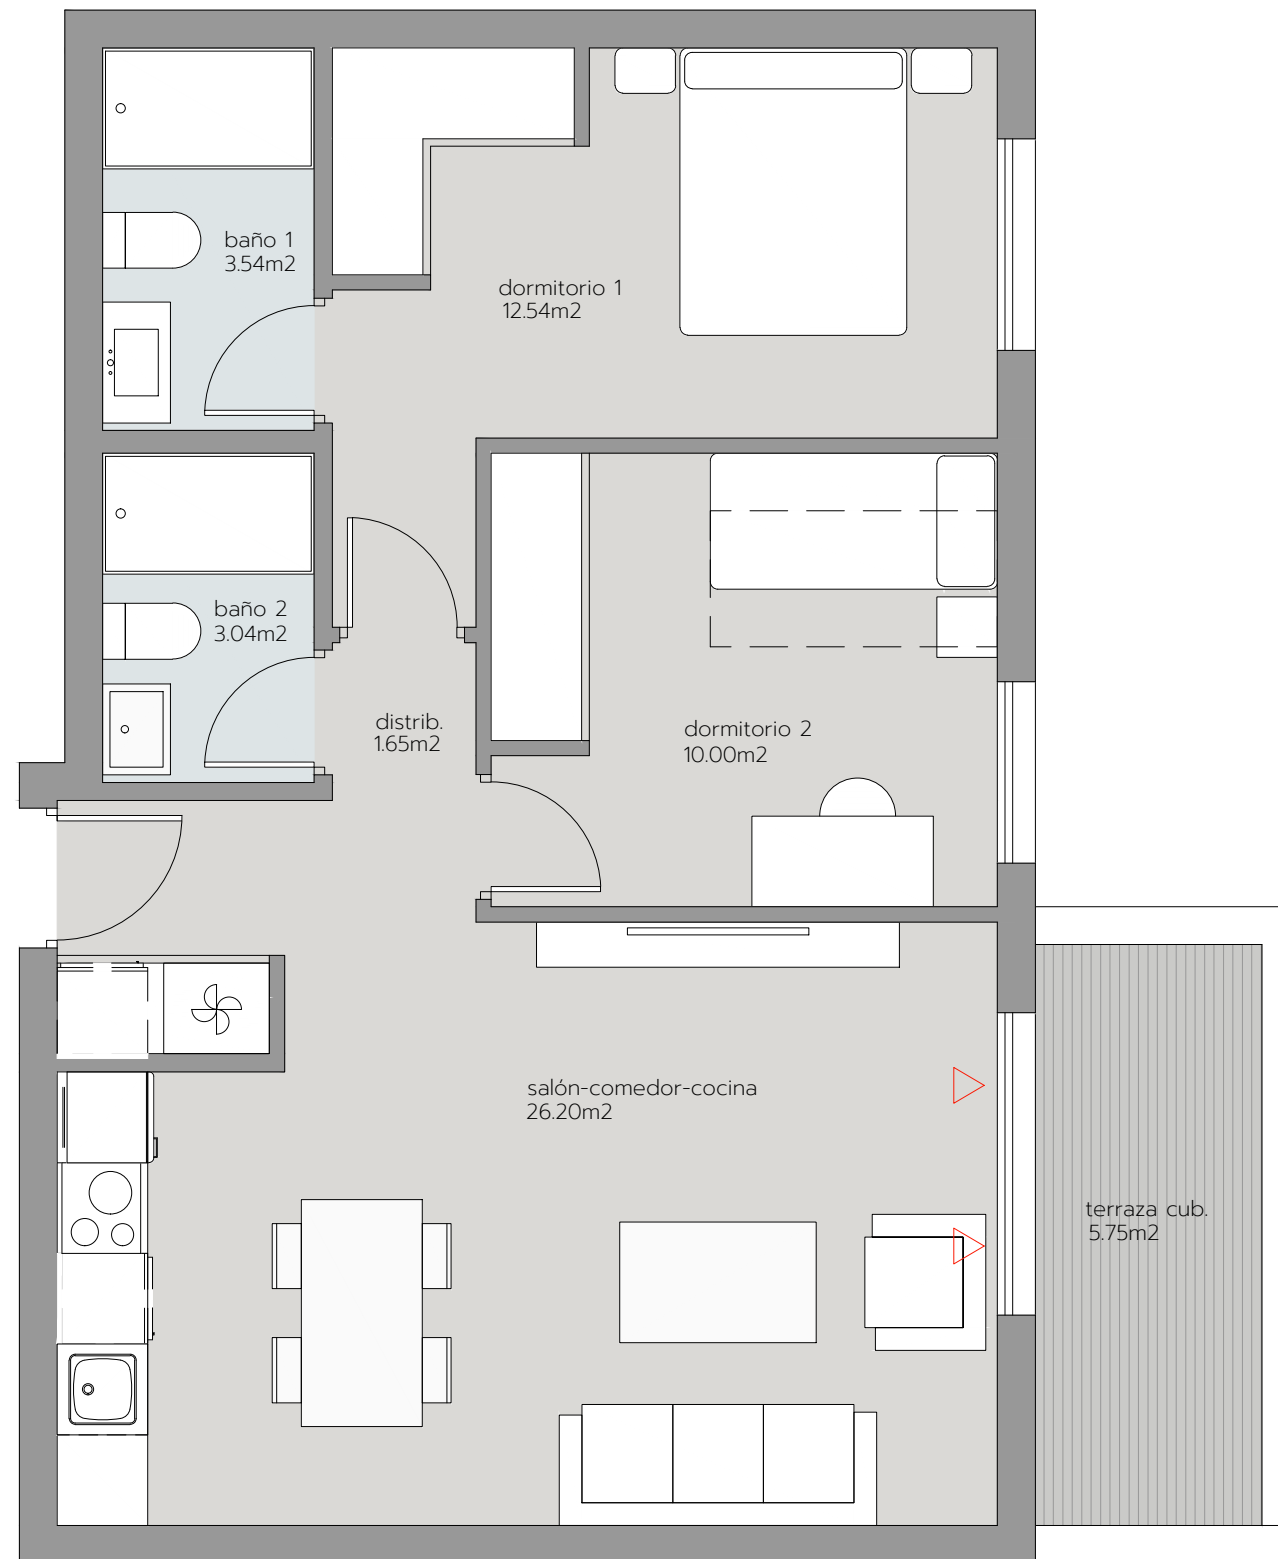 baño 1
3.54m2
dormitorio 1
12.54m2
baño 2
3.04m2
distrib.
1.65m2
dormitorio 2
10.00m2
salón-comedor-cocina
26.20m2
terraza cub.
5.75m2